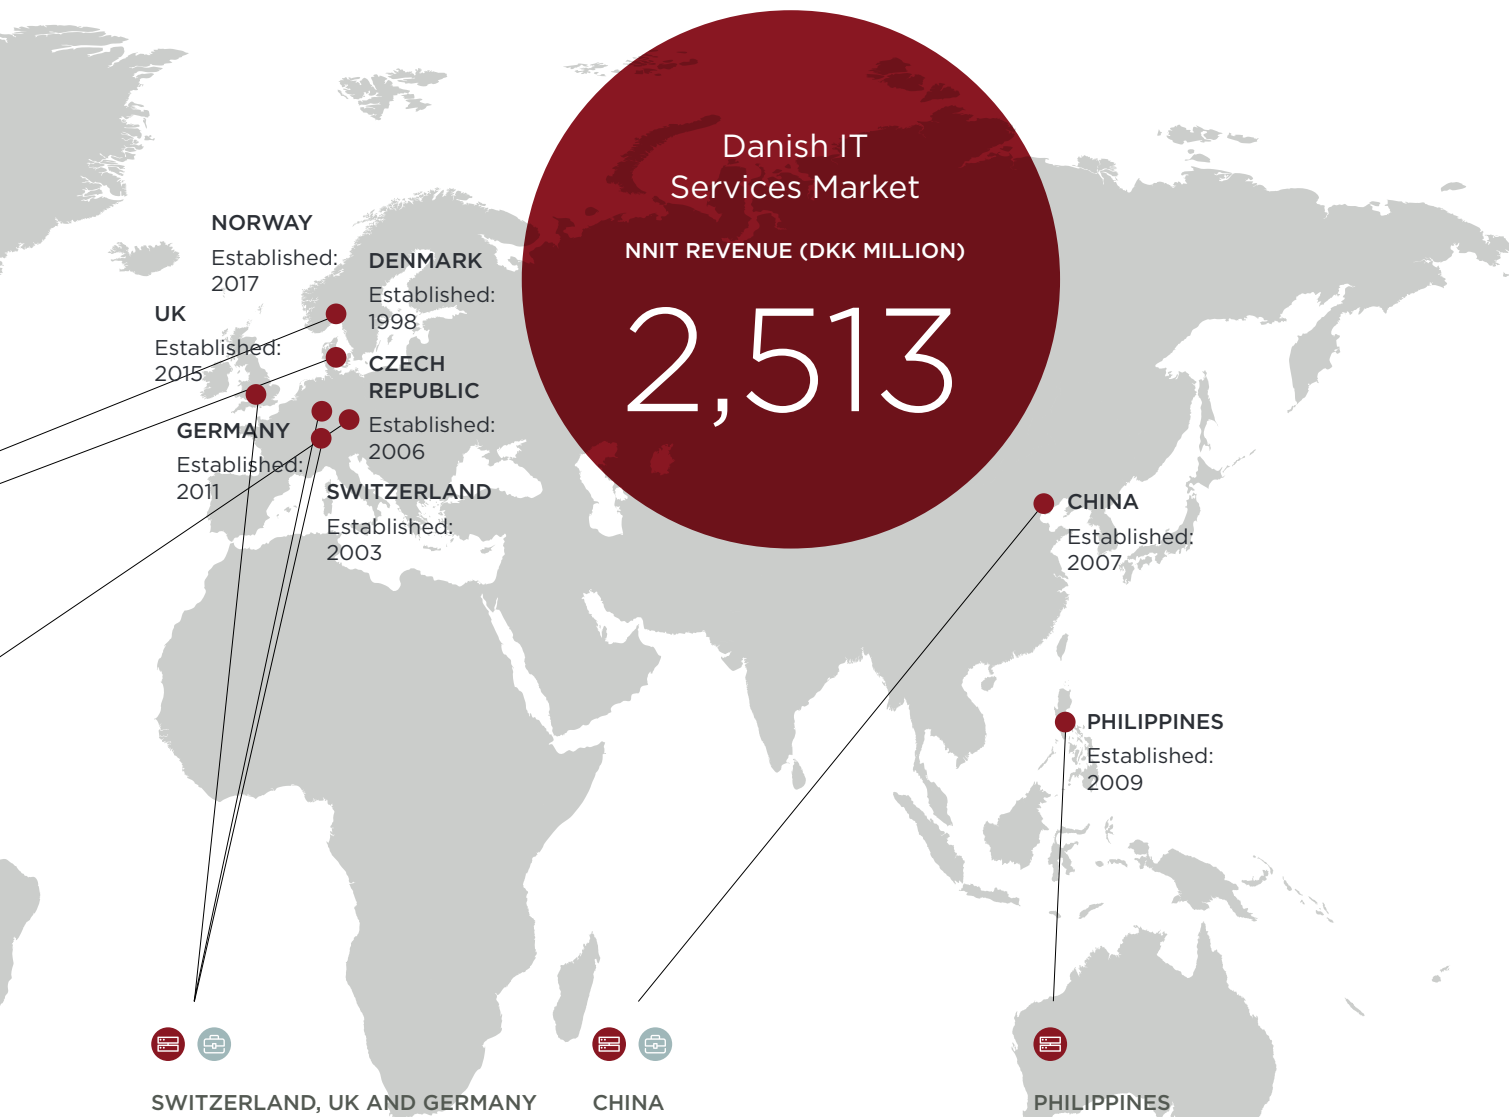 Danish IT
Services Market
NNIT REVENUE (DKK MILLION)
2,513
NORWAY
Established:
2017
DENMARK
Established:
1998
UK
Established:
2015
CZECH
REPUBLIC
Established:
2006
GERMANY
Established:
2011
SWITZERLAND
Established:
2003
CHINA
Established:
2007
PHILIPPINES
Established:
2009
SWITZERLAND, UK AND GERMANY
CHINA
PHILIPPINES